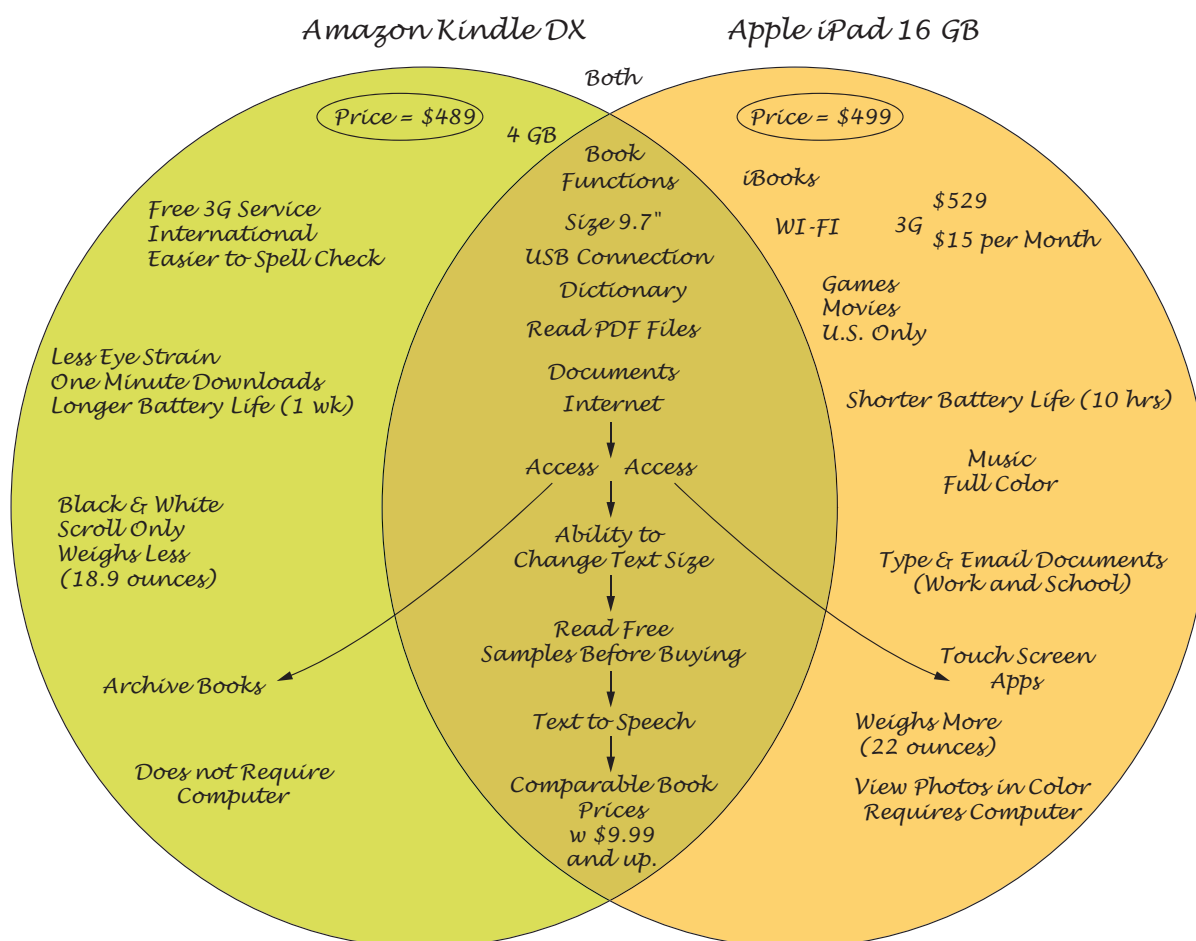 Amazon Kindle DX
Apple iPad 16 GB
Both
Price = $489
4 GB
Free 3G Service
International
Easier to Spell Check
Less Eye Strain
One Minute Downloads
Longer Battery Life (1 wk)
Black & White
Scroll Only
Weighs Less
(18.9 ounces)
Archive Books
Does not Require
Computer
Book
Functions
Size 9.7"
USB Connection
Dictionary
Read PDF Files
Documents
Internet
Access Access
Ability to
Change Text Size
Read Free
Samples Before Buying
Text to Speech
Comparable Book
Prices
w $9.99
and up.
Price = $499
iBooks
WI-FI
3G
$529
$15 per Month
Games
Movies
U.S. Only
Shorter Battery Life (10 hrs)
Music
Full Color
Type & Email Documents
(Work and School)
Touch Screen
Apps
Weighs More
(22 ounces)
View Photos in Color
Requires Computer